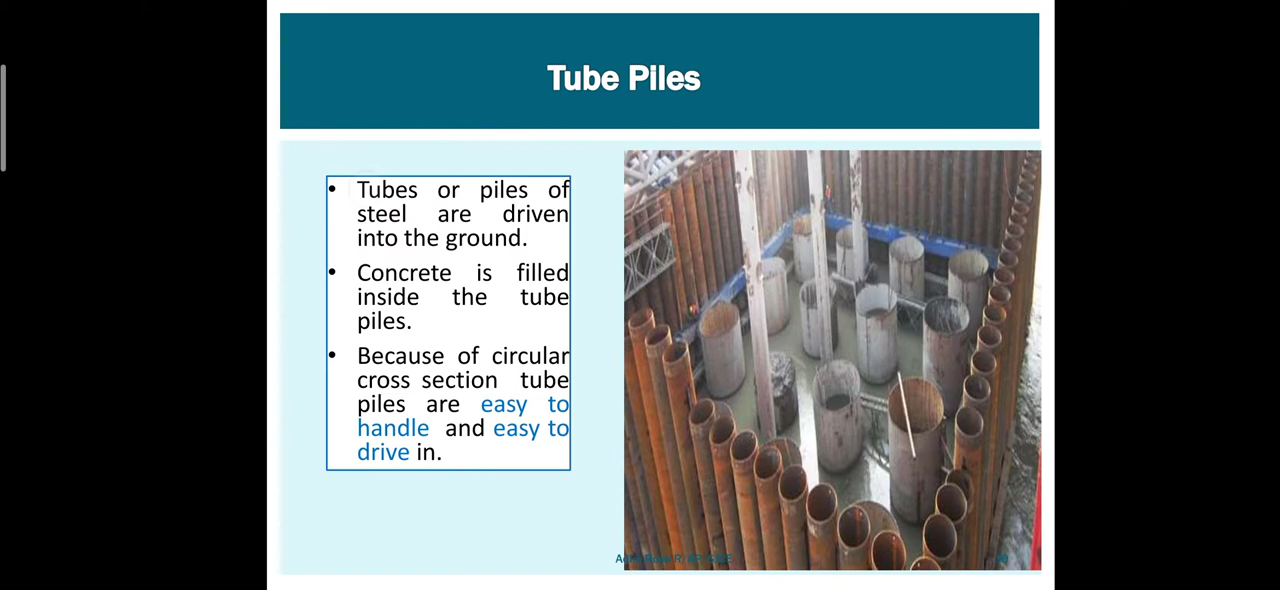 Tube Piles
• Tubes or piles of
steel are driven
into the ground.
• Concrete is filled
inside the tube
piles.
• Because of circular
cross section tube
piles are easy to
handle and easy to
drive in.